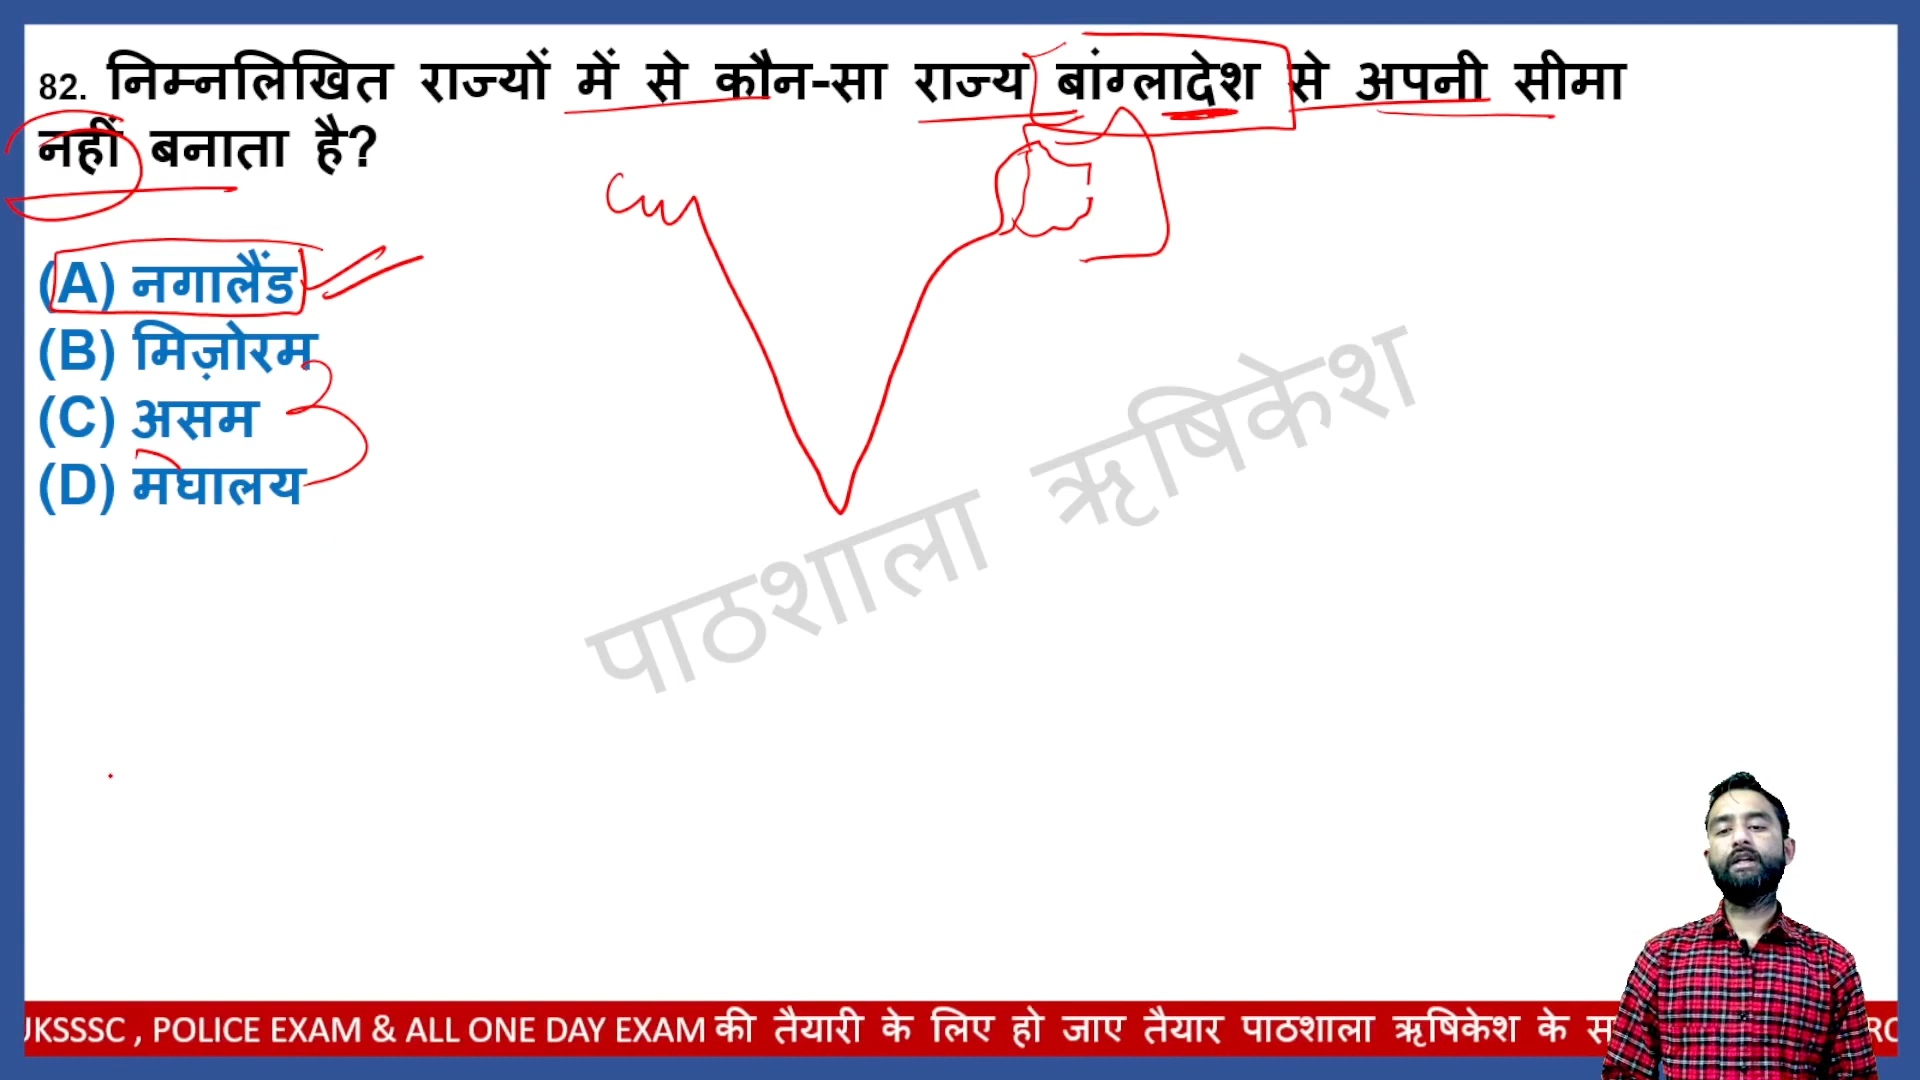 82. निम्नलिखित राज्यों में से कौन-सा राज्य बांग्लादेश से अपनी सीमा
नहीं बनाता है?
(A) नगालैंड
(B) मिज़ोरम
(C) असम
(D) मघालय
पाठशाला ऋषिकेश
UKSSSC , POLICE EXAM & ALL ONE DAY EXAM की तैयारी के लिए हो जाए तैयार पाठशाला ऋषिकेश के